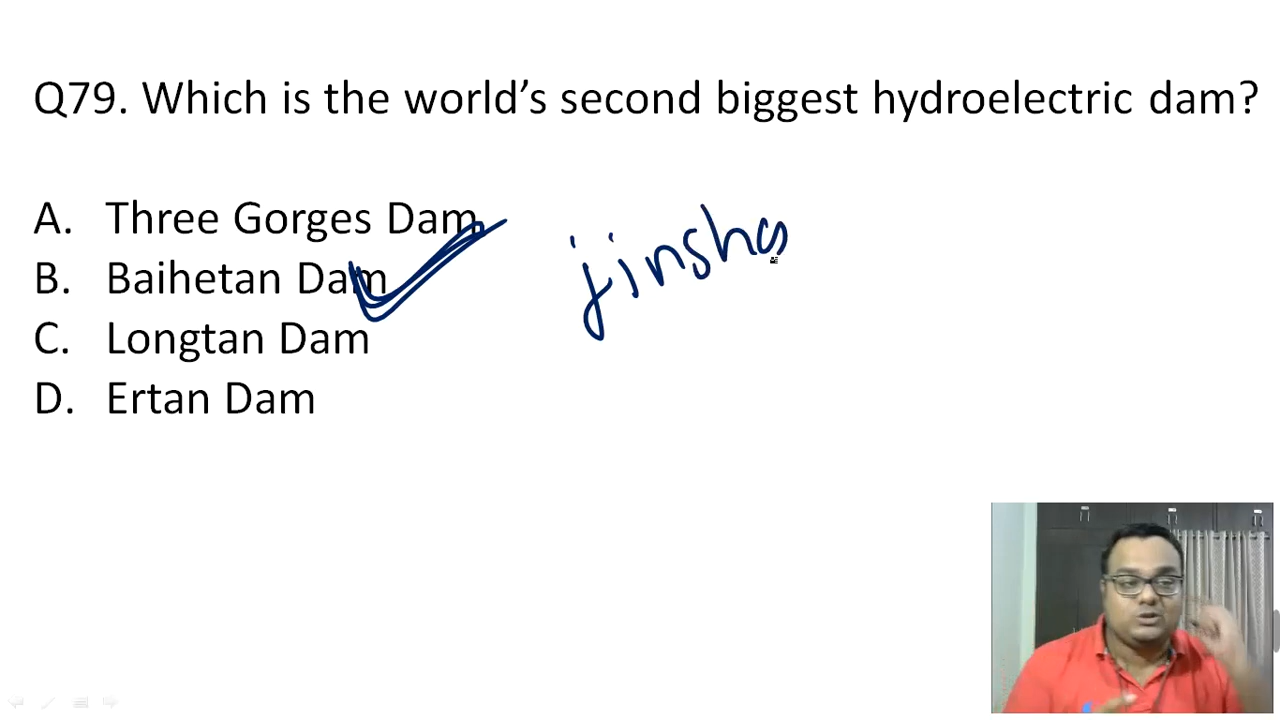 Q79. Which is the world’s second biggest hydroelectric dam?
A. Three Gorges Dam
B. Baihetan Dam
jinsha
C. Longtan Dam
D. Ertan Dam